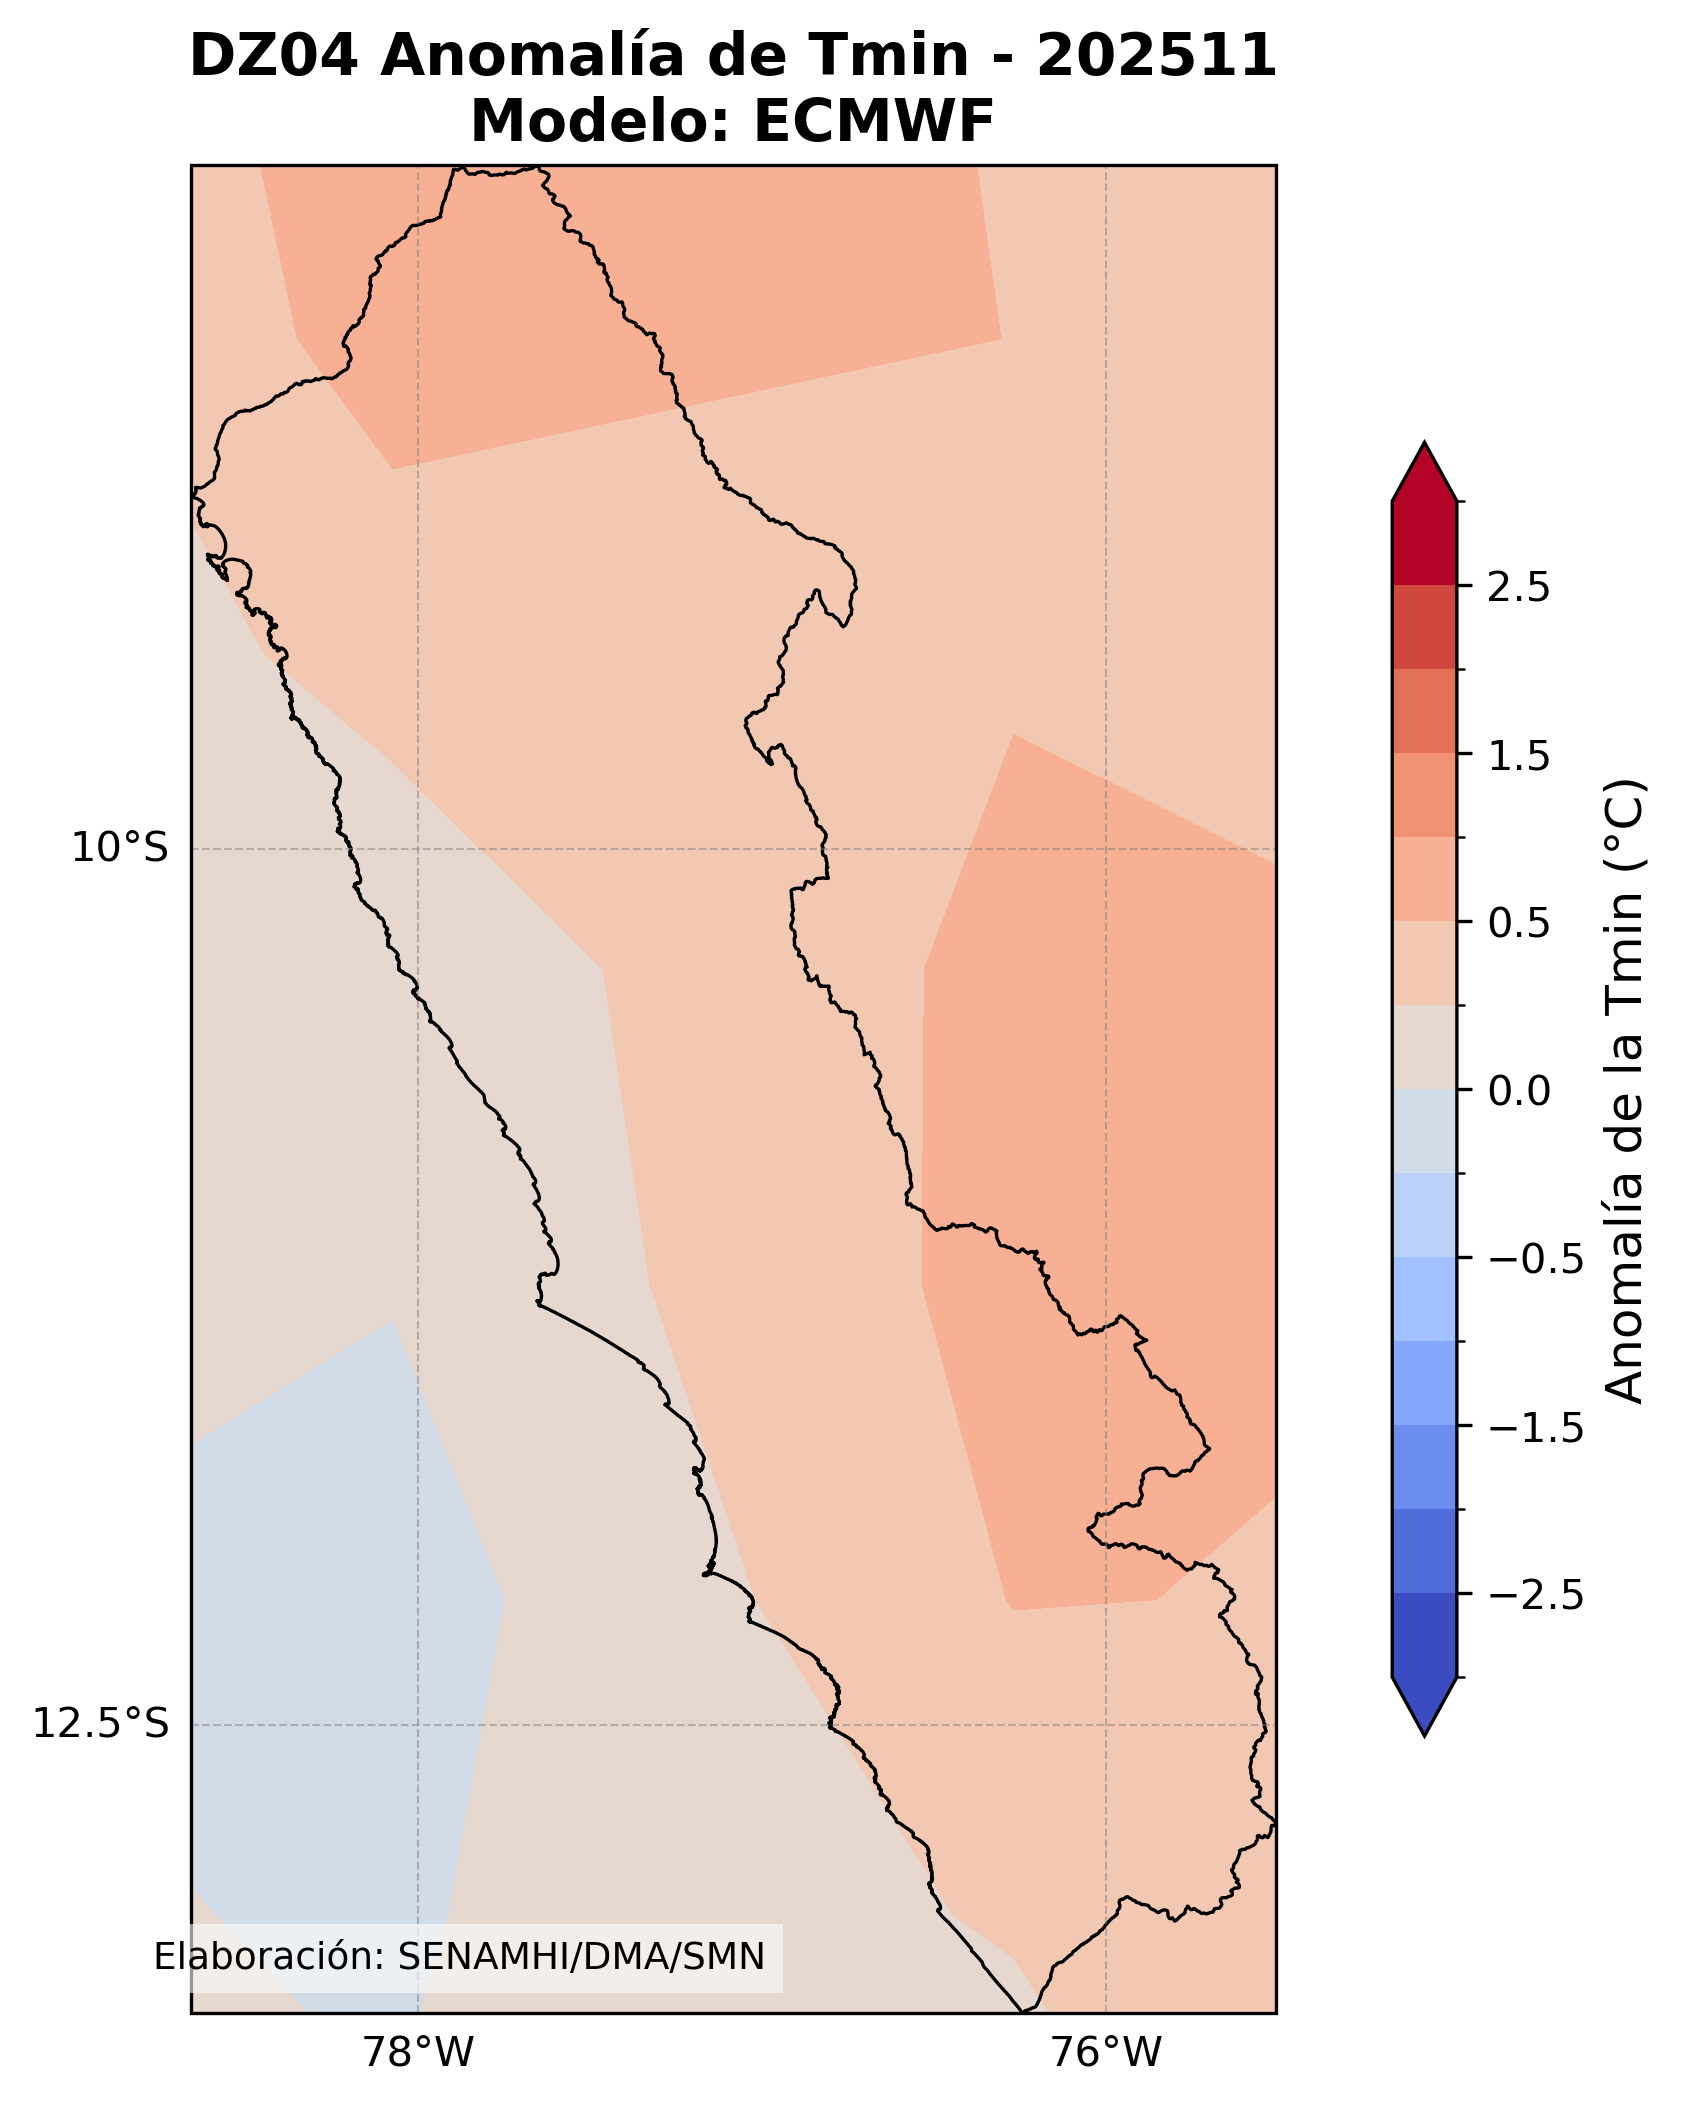 DZ04 Anomalía de Tmin - 202511
Modelo: ECMWF
10°S
12.5°S
78°W
76°W
2.5
1.5
0.5
0.0
−0.5
−1.5
−2.5
Anomalía de la Tmin (°C)
Elaboración: SENAMHI/DMA/SMN